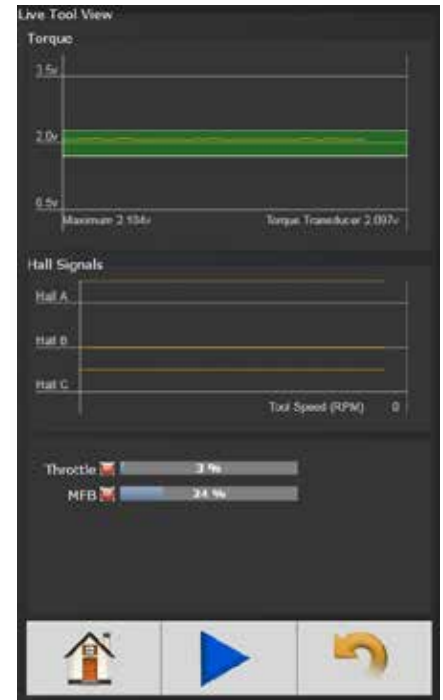 Live Tool View
Torque
3.5v
2.0v
0.5v
Maximum 2.104v Torque Transducer 2.097v
Hall Signals
Hall A
Hall B
Hall C
Tool Speed (RPM) 0
Throttle 3 %
MFB 24 %